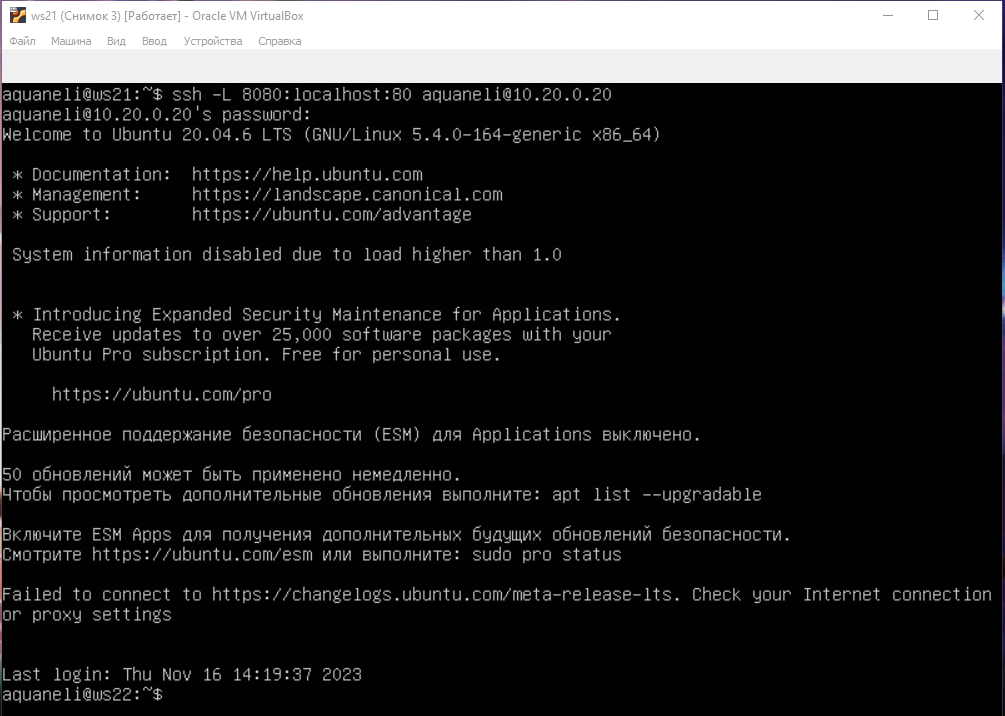 ws21 (Снимок 3) [Работает] - Oracle VM VirtualBox
Файл Машина Вид Ввод Устройства Справка
aquaneli@ws21:~$ ssh -L 8080:localhost:80 aquaneli@10.20.0.20
aquaneli@10.20.0.20's password:
Welcome to Ubuntu 20.04.6 LTS (GNU/Linux 5.4.0-164-generic x86_64)
* Documentation: https://help.ubuntu.com
* Management: https://landscape.canonical.com
* Support: https://ubuntu.com/advantage
System information disabled due to load higher than 1.0
* Introducing Expanded Security Maintenance for Applications.
Receive updates to over 25,000 software packages with your
Ubuntu Pro subscription. Free for personal use.
https://ubuntu.com/pro
Расширенное поддержание безопасности (ESM) для Applications выключено.
50 обновлений может быть применено немедленно.
Чтобы просмотреть дополнительные обновления выполните: apt list --upgradable
Включите ESM Apps для получения дополнительных будущих обновлений безопасности.
Смотрите https://ubuntu.com/esm или выполните: sudo pro status
Failed to connect to https://changelogs.ubuntu.com/meta-release-lts. Check your Internet connection
or proxy settings
Last login: Thu Nov 16 14:19:37 2023
aquaneli@ws22:~$